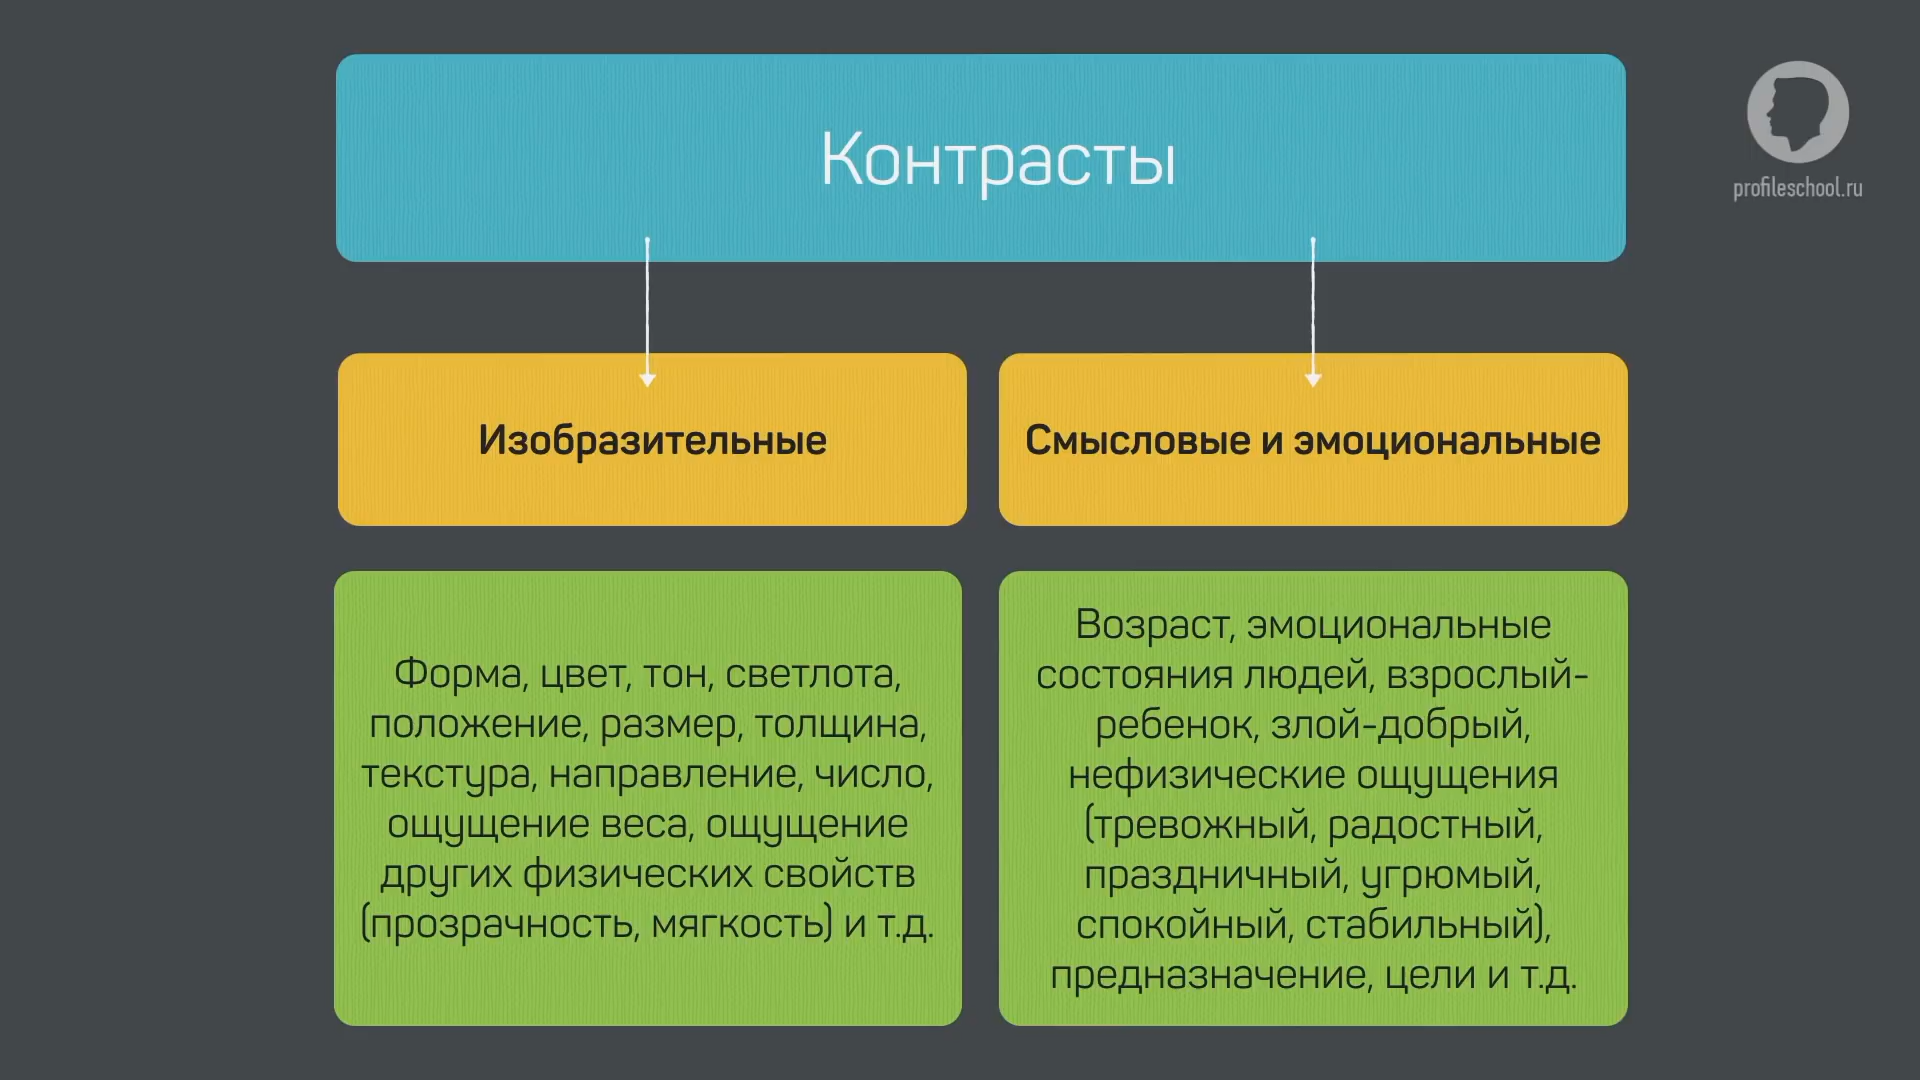 Контрасты
profileschool.ru
Изобразительные
Смысловые и эмоциональные
Форма, цвет, тон, светлота,
положение, размер, толщина,
текстура, направление, число,
ощущение веса, ощущение
других физических свойств
(прозрачность, мягкость) и т.д.
Возраст, эмоциональные
состояния людей, взрослый-
ребенок, злой-добрый,
нефизические ощущения
(тревожный, радостный,
праздничный, угрюмый,
спокойный, стабильный),
предназначение, цели и т.д.